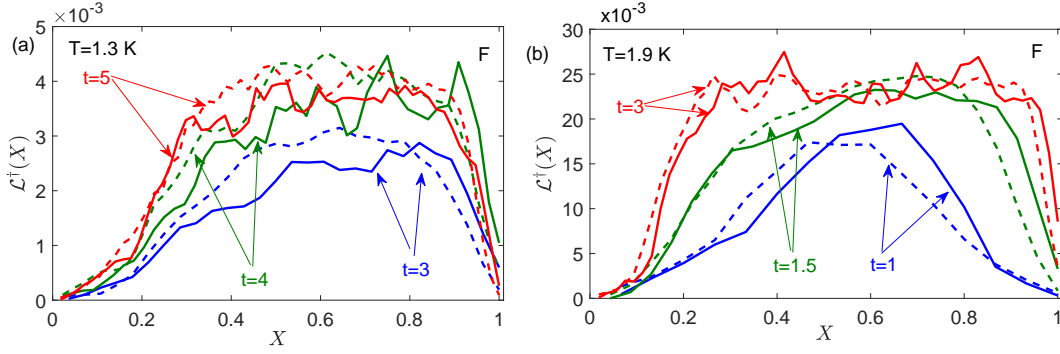 ×10⁻³
(a)
T=1.3 K
F
t=5
t=4
t=3
ℒ†(X)
5
4
3
2
1
0
0 0.2 0.4 0.6 0.8 1
X
x10⁻³
(b)
T=1.9 K
F
t=3
t=1.5
t=1
ℒ†(X)
30
25
20
15
10
5
0
0 0.2 0.4 0.6 0.8 1
X